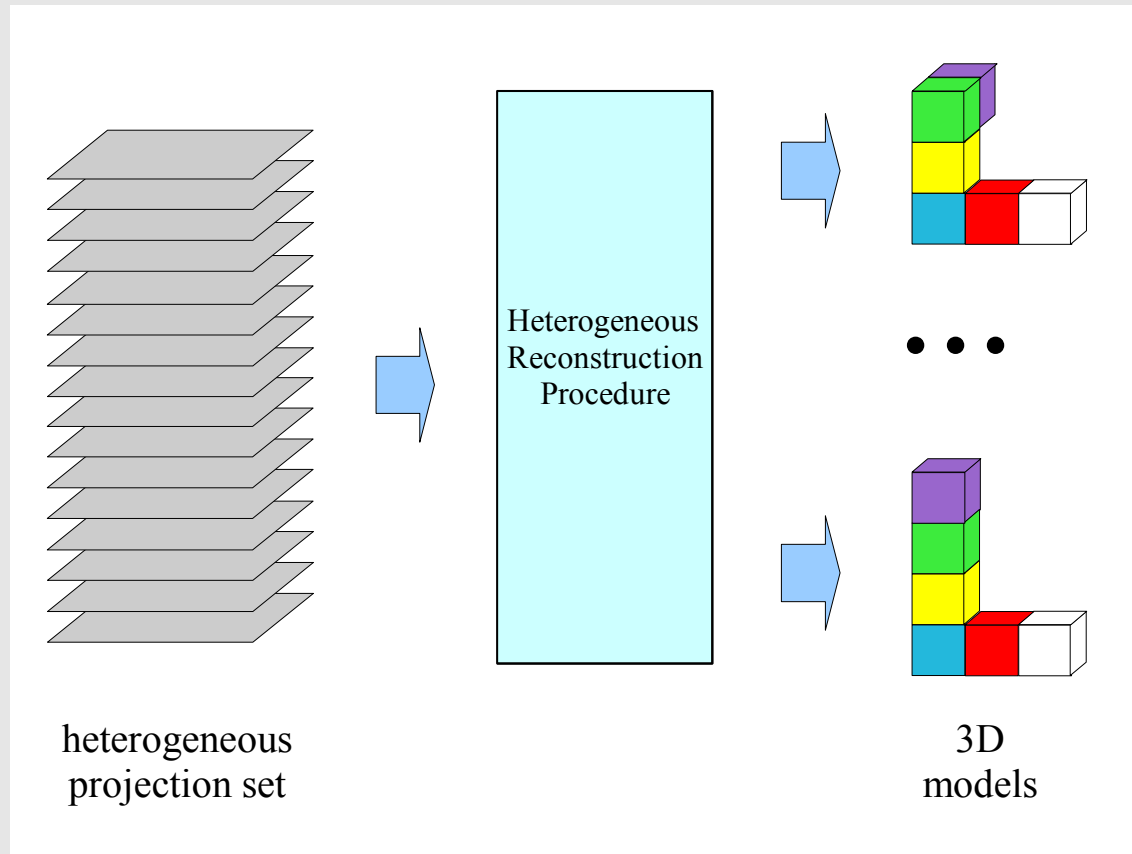 Heterogeneous
Reconstruction
Procedure
heterogeneous
projection set
3D
models